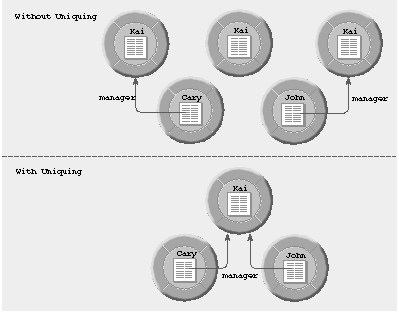 Without Uniquing
Kai
Kai
Kai
manager
Cary
John
manager
With Uniquing
Kai
Cary
manager
John